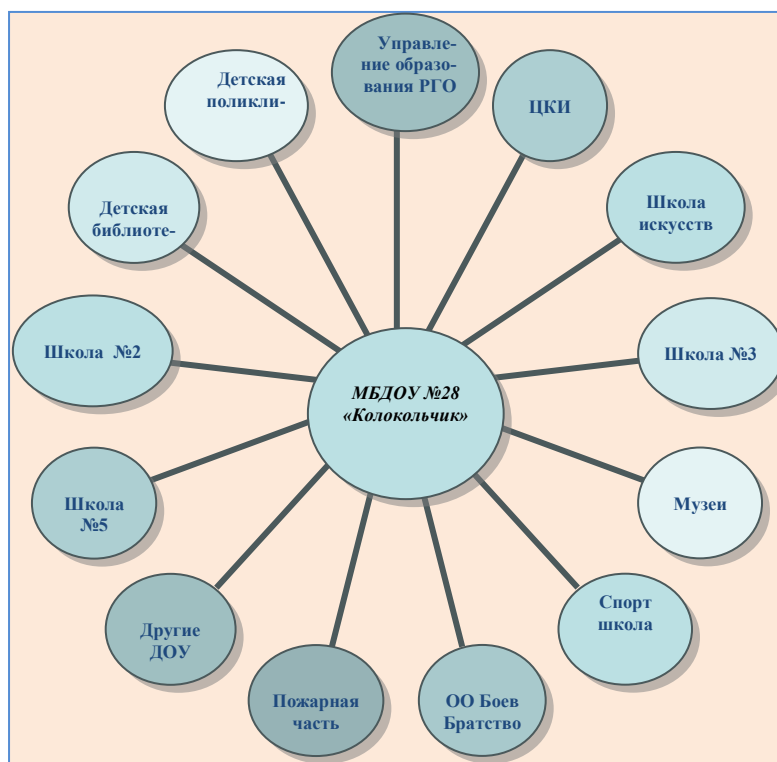 Управле-
ние образо-
вания РГО
ЦКИ
Детская
поликли-
Школа
искусств
Детская
библиоте-
Школа №2
Школа №3
МБДОУ №28
«Колокольчик»
Школа
№5
Музеи
Спорт
школа
Другие
ДОУ
Пожарная
часть
ОО Боев
Братство